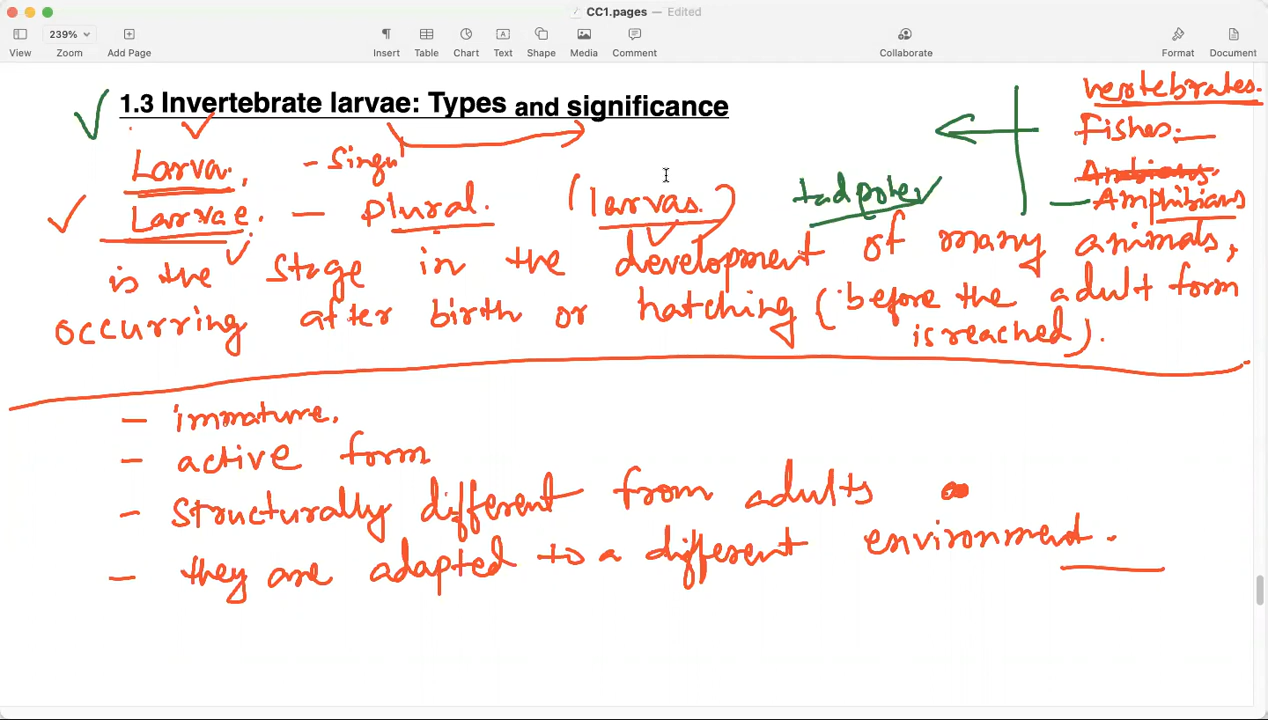 CC1.pages — Edited
239%
View Zoom Add Page Insert Table Chart Text Shape Media Comment Collaborate Format Document
1.3 Invertebrate larvae: Types and significance
vertebrates.
Fishes.
Ambians.
Amphibians
Larva, - Singu
Larvae. - Plural. (larvas.) tadpoles
is the stage in the development of many animals,
occurring after birth or hatching (before the adult form
is reached).
- immature.
- active form
- structurally different from adults
- they are adapted to a different environment.